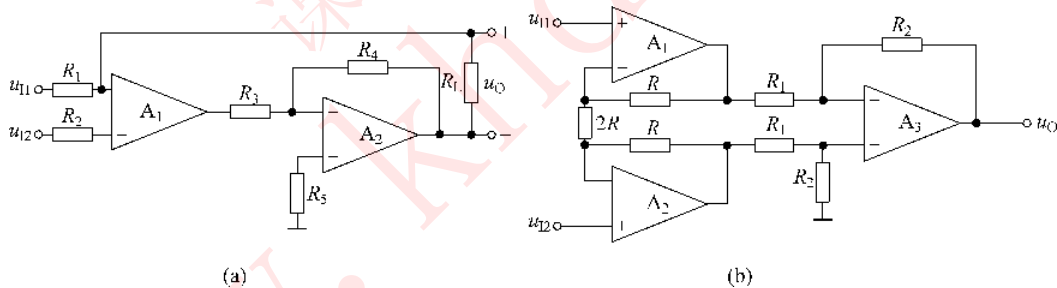 u_I1
R_1
u_I2
R_2
A_1
R_3
R_4
A_2
R_5
R_L
u_O
(a)
u_I1
A_1
R
R_1
R_2
2R
R
R_1
A_3
u_O
R_2
A_2
u_I2
(b)